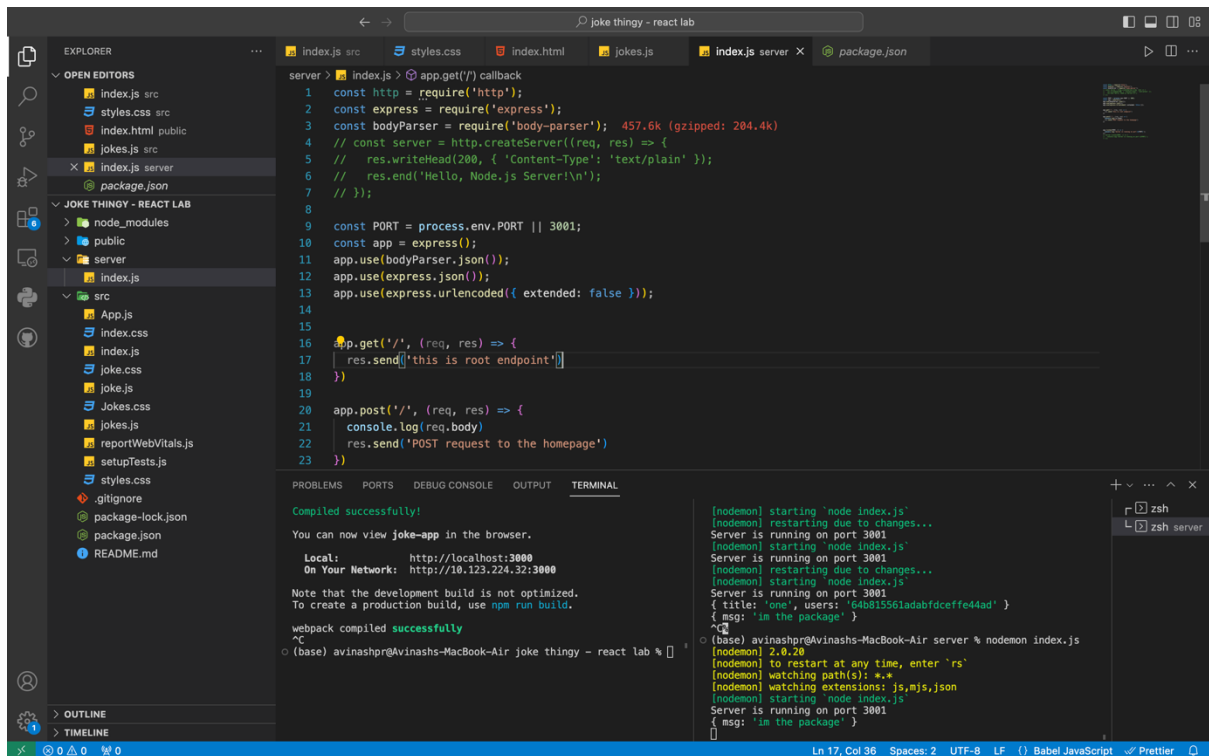 joke thingy - react lab
EXPLORER
OPEN EDITORS
index.js src
styles.css src
index.html public
jokes.js src
index.js server
package.json
JOKE THINGY - REACT LAB
node_modules
public
server
index.js
src
App.js
index.css
index.js
joke.css
joke.js
Jokes.css
jokes.js
reportWebVitals.js
setupTests.js
styles.css
.gitignore
package-lock.json
package.json
README.md
OUTLINE
TIMELINE
6
1
index.js src styles.css index.html jokes.js index.js server package.json
server > index.js > app.get('/') callback
1 const http = require('http');
2 const express = require('express');
3 const bodyParser = require('body-parser'); 457.6k (gzipped: 204.4k)
4 // const server = http.createServer((req, res) => {
5 // res.writeHead(200, { 'Content-Type': 'text/plain' });
6 // res.end('Hello, Node.js Server!\n');
7 // });
8
9 const PORT = process.env.PORT || 3001;
10 const app = express();
11 app.use(bodyParser.json());
12 app.use(express.json());
13 app.use(express.urlencoded({ extended: false }));
14
15
16 app.get('/', (req, res) => {
17 res.send('this is root endpoint')
18 })
19
20 app.post('/', (req, res) => {
21 console.log(req.body)
22 res.send('POST request to the homepage')
23 })
PROBLEMS PORTS DEBUG CONSOLE OUTPUT TERMINAL
Compiled successfully!
You can now view joke-app in the browser.
Local: http://localhost:3000
On Your Network: http://10.123.224.32:3000
Note that the development build is not optimized.
To create a production build, use npm run build.
webpack compiled successfully
^C
(base) avinashpr@Avinashs-MacBook-Air joke thingy - react lab %
[nodemon] starting `node index.js`
[nodemon] restarting due to changes...
Server is running on port 3001
[nodemon] starting `node index.js`
Server is running on port 3001
[nodemon] restarting due to changes...
[nodemon] starting `node index.js`
Server is running on port 3001
{ title: 'one', users: '64b815561adabfdceffe44ad' }
{ msg: 'im the package' }
^C%
(base) avinashpr@Avinashs-MacBook-Air server % nodemon index.js
[nodemon] 2.0.20
[nodemon] to restart at any time, enter `rs`
[nodemon] watching path(s): *.*
[nodemon] watching extensions: js,mjs,json
[nodemon] starting `node index.js`
Server is running on port 3001
{ msg: 'im the package' }
zsh
zsh server
0 0 0 Ln 17, Col 36 Spaces: 2 UTF-8 LF {} Babel JavaScript Prettier